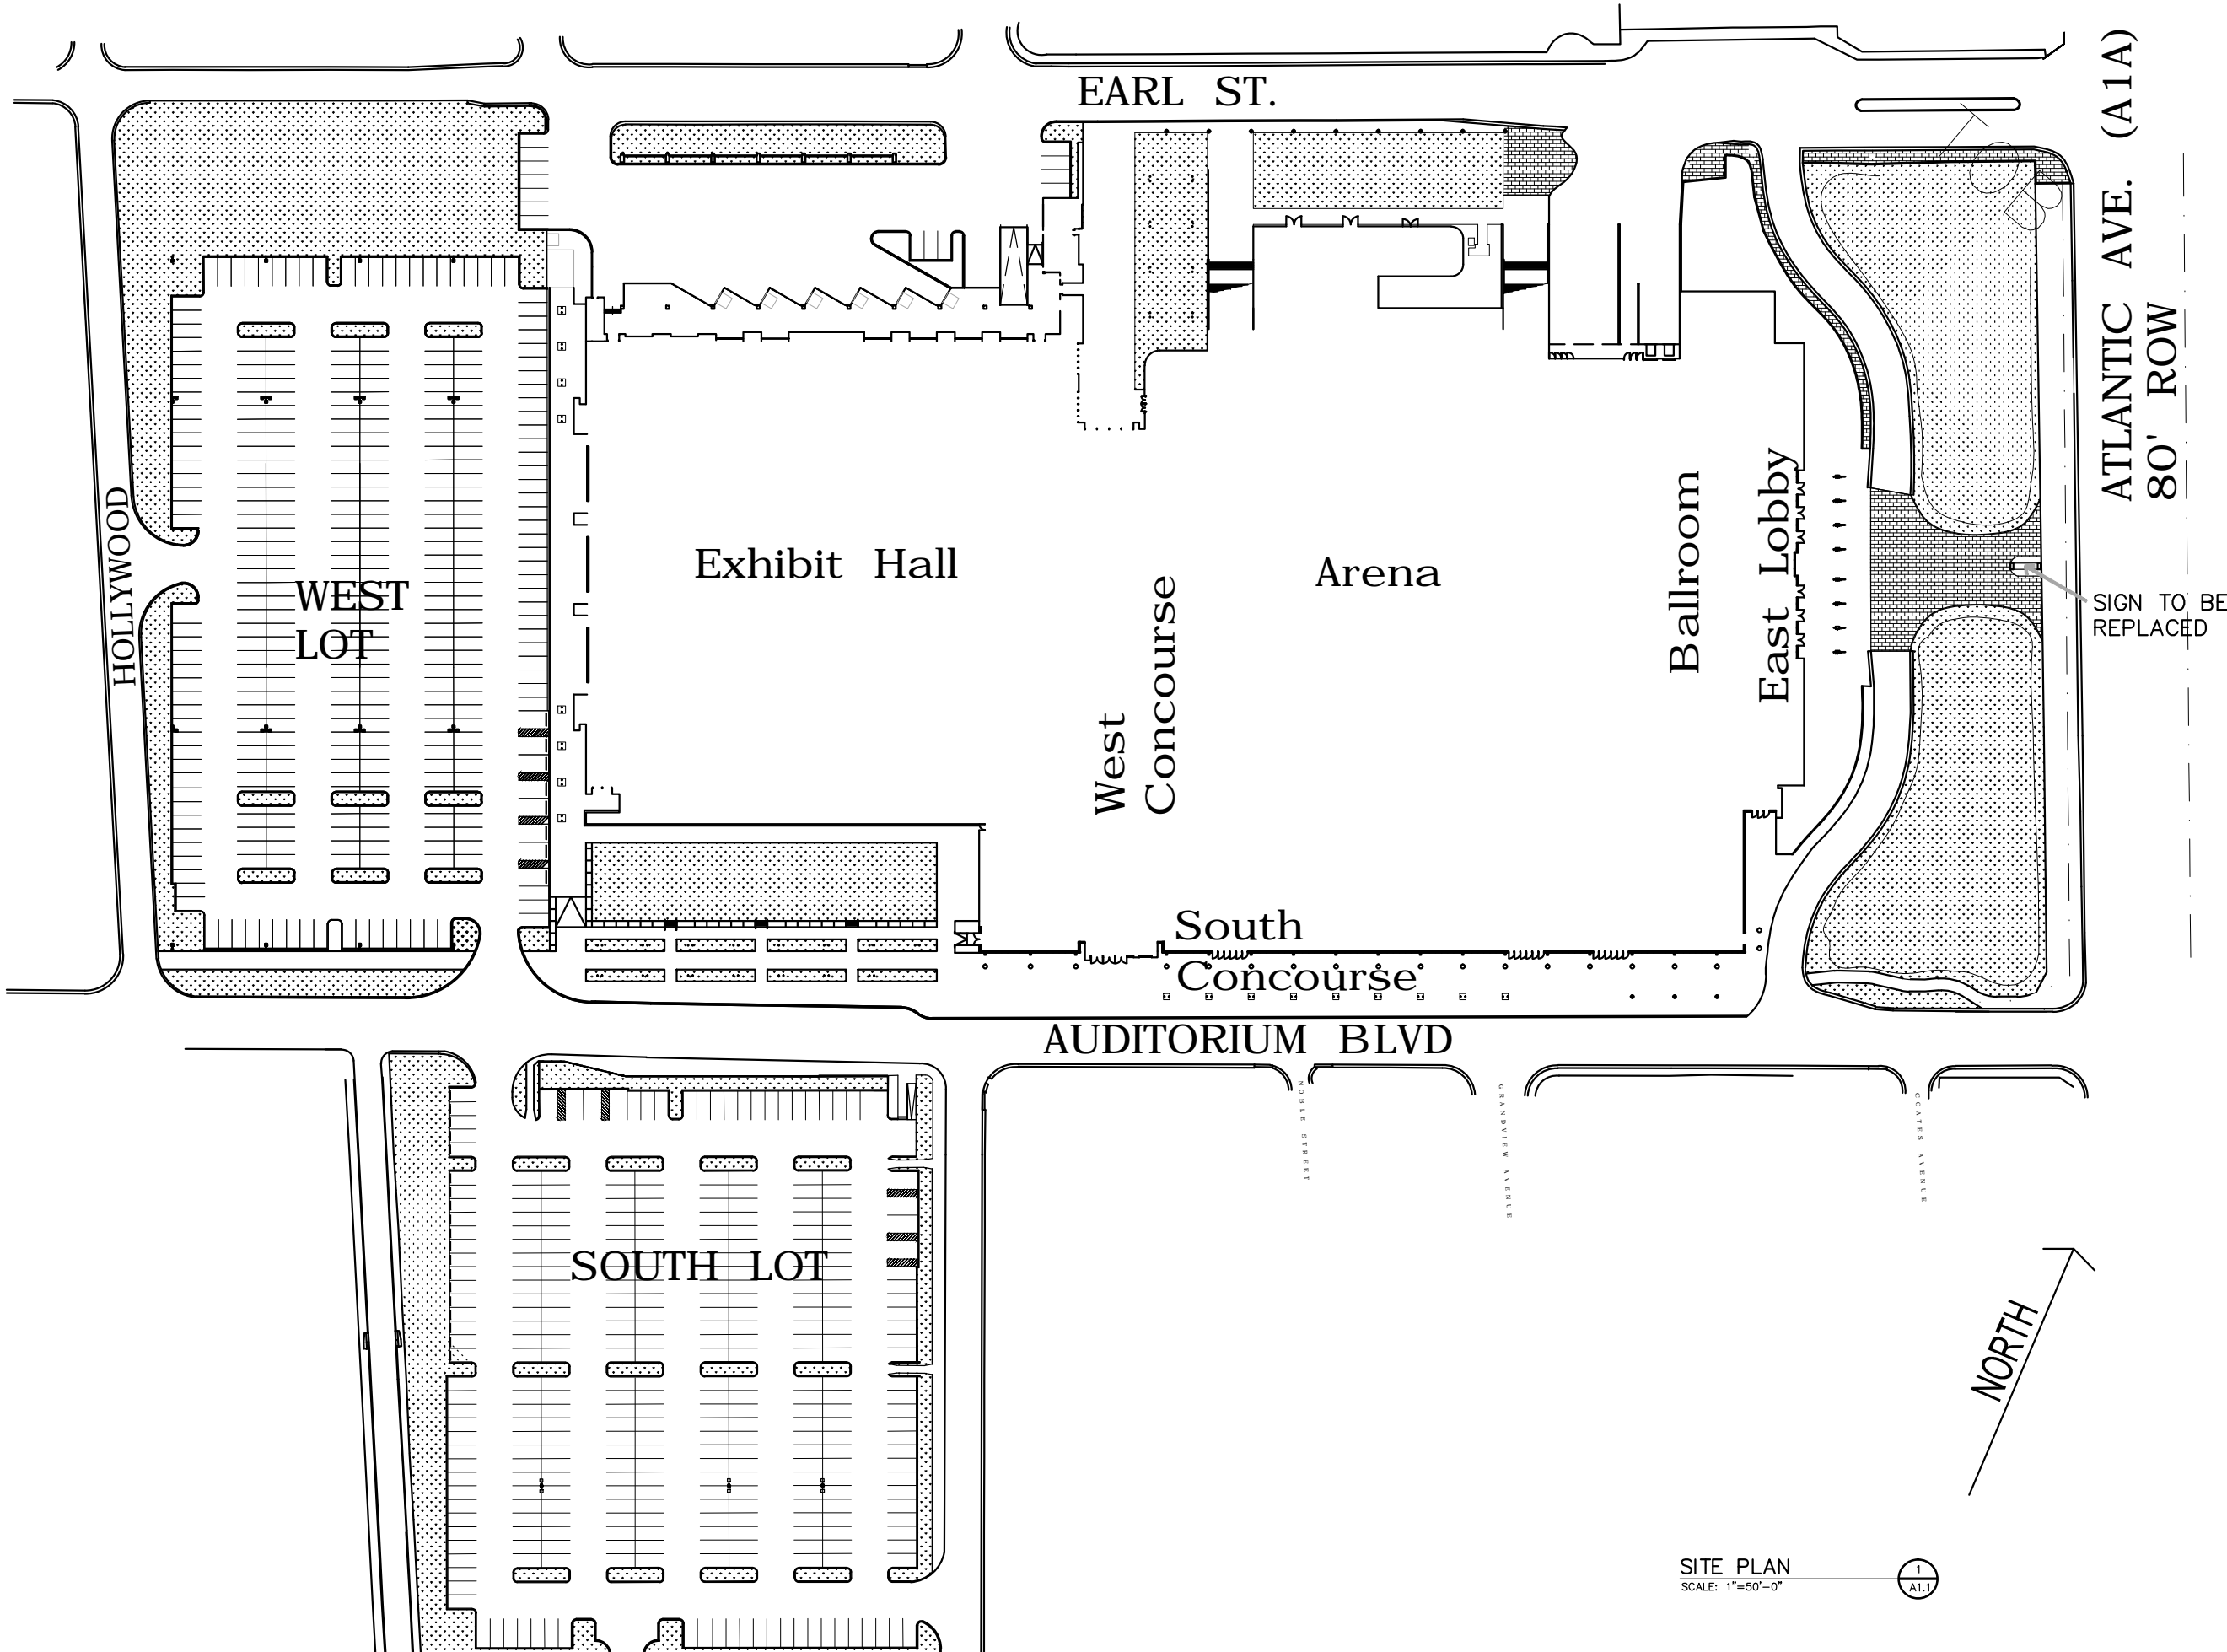 EARL ST.
ATLANTIC AVE. (A1A)
80' ROW
HOLLYWOOD
WEST
LOT
Exhibit Hall
Arena
West
Concourse
Ballroom
East Lobby
SIGN TO BE
REPLACED
South
Concourse
AUDITORIUM BLVD
NOBLE STREET
GRANDVIEW AVENUE
COATES AVENUE
SOUTH LOT
NORTH
SITE PLAN
SCALE: 1"=50'-0"
1
A1.1